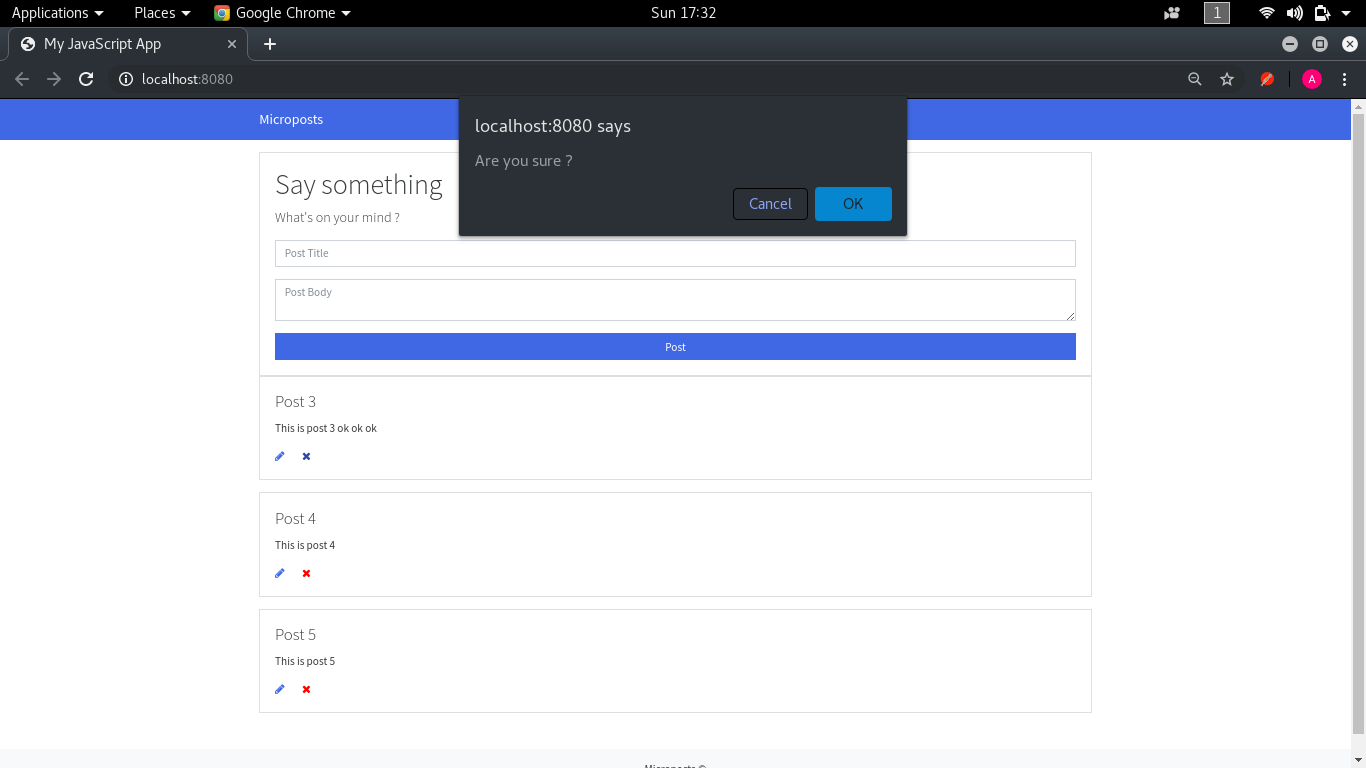 Applications Places Google Chrome Sun 17:32 1
My JavaScript App
localhost:8080 A
Microposts
localhost:8080 says
Are you sure ?
Cancel OK
Say something
What's on your mind ?
Post Title
Post Body
Post
Post 3
This is post 3 ok ok ok
Post 4
This is post 4
Post 5
This is post 5
Microposts ©